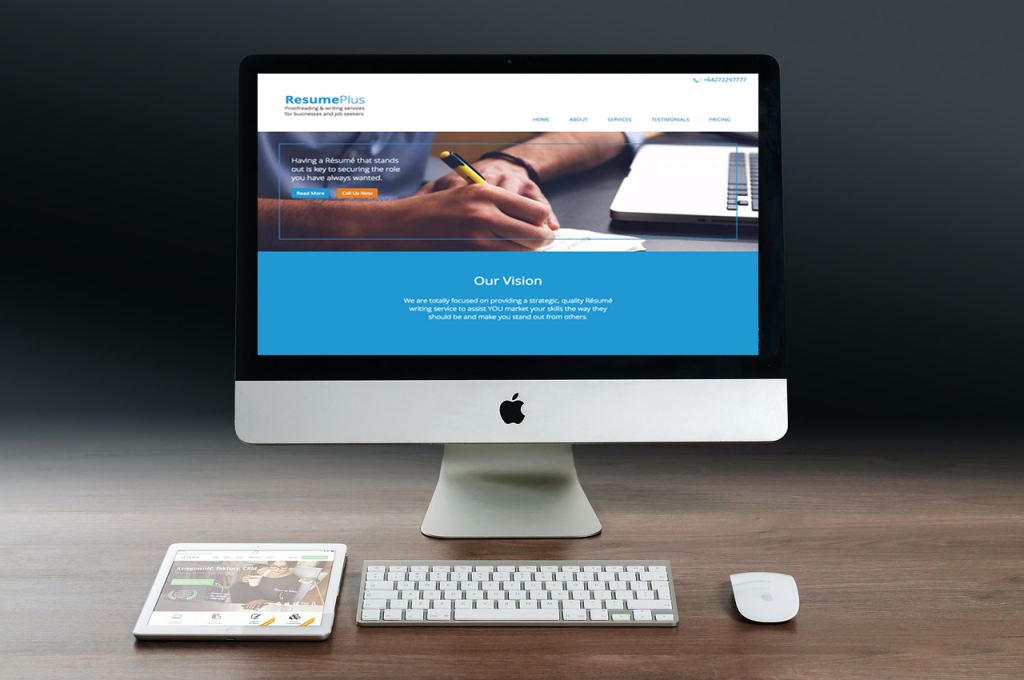 : +64272297777
ResumePlus
Proofreading & writing services
for businesses and job seekers
HOME ABOUT SERVICES TESTIMONIALS PRICING
Having a Résumé that stands
out is key to securing the role
you have always wanted.
Read More Call Us Now
Our Vision
We are totally focused on providing a strategic, quality Résumé
writing service to assist YOU market your skills the way they
should be and make you stand out from others.
Księgowość, faktury, CRM